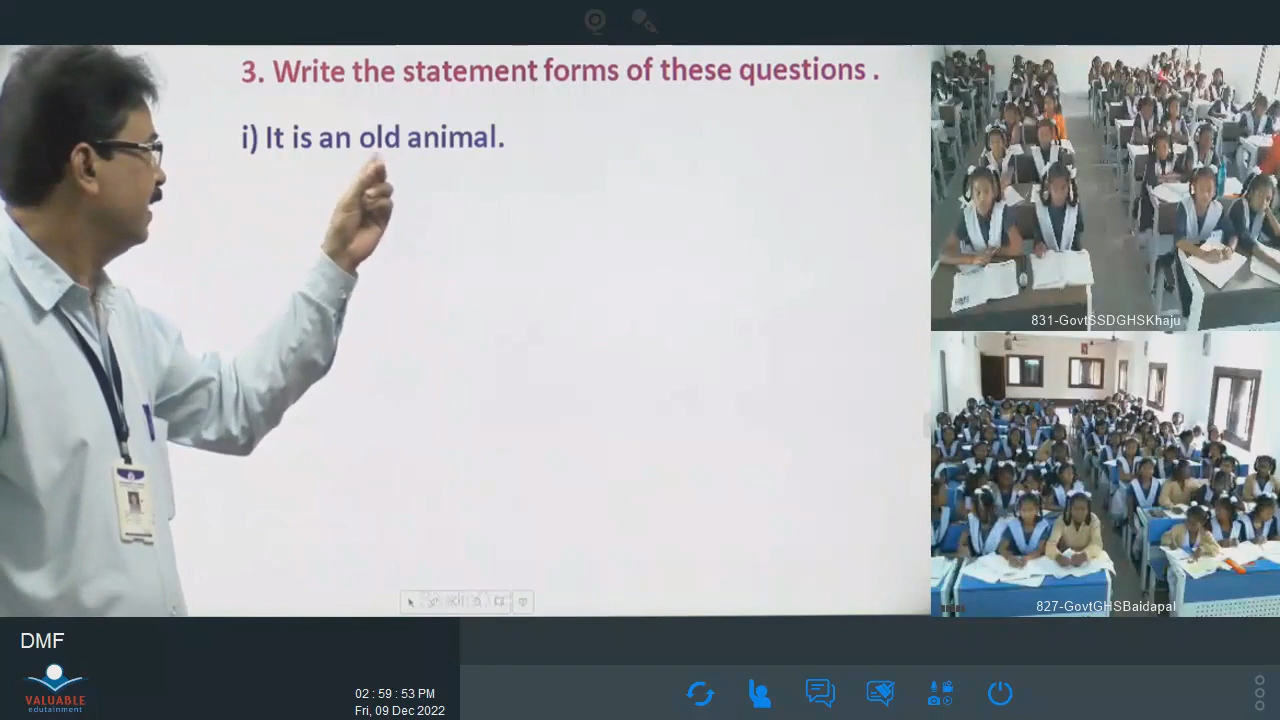 3. Write the statement forms of these questions .
i) It is an old animal.
831-GovtSSDGHSKhaju
827-GovtGHSBaidapal
DMF
VALUABLE
edutainment
02 : 59 : 53 PM
Fri, 09 Dec 2022